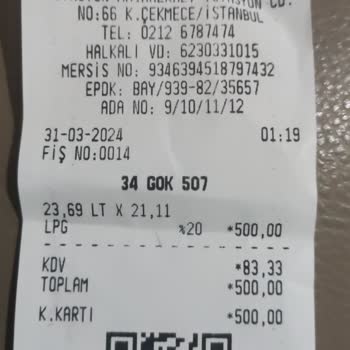 NO:66 K.ÇEKMECE/İSTANBUL
TEL: 0212 6787474
HALKALI VD: 6230331015
MERSİS NO: 9346394518797432
EPDK: BAY/939-82/35657
ADA NO: 9/10/11/12
31-03-2024 01:19
FİŞ NO:0014
34 GOK 507
23,69 LT X 21,11
LPG %20 *500,00
KDV *83,33
TOPLAM *500,00
K.KARTI *500,00